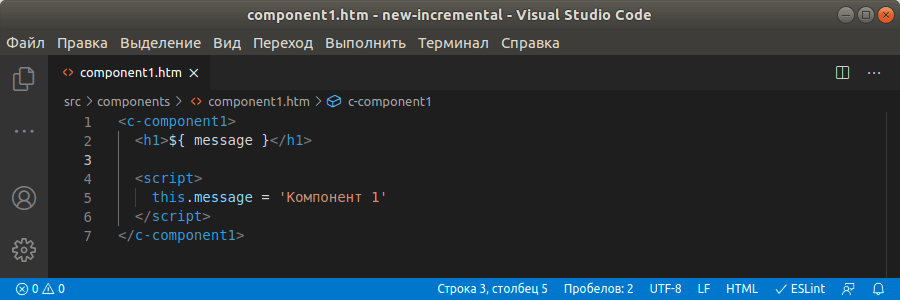 component1.htm - new-incremental - Visual Studio Code
Файл Правка Выделение Вид Переход Выполнить Терминал Справка
component1.htm
src > components > component1.htm > c-component1
1 <c-component1>
2 <h1>${ message }</h1>
3
4 <script>
5 this.message = 'Компонент 1'
6 </script>
7 </c-component1>
0 0 Строка 3, столбец 5 Пробелов: 2 UTF-8 LF HTML ESLint